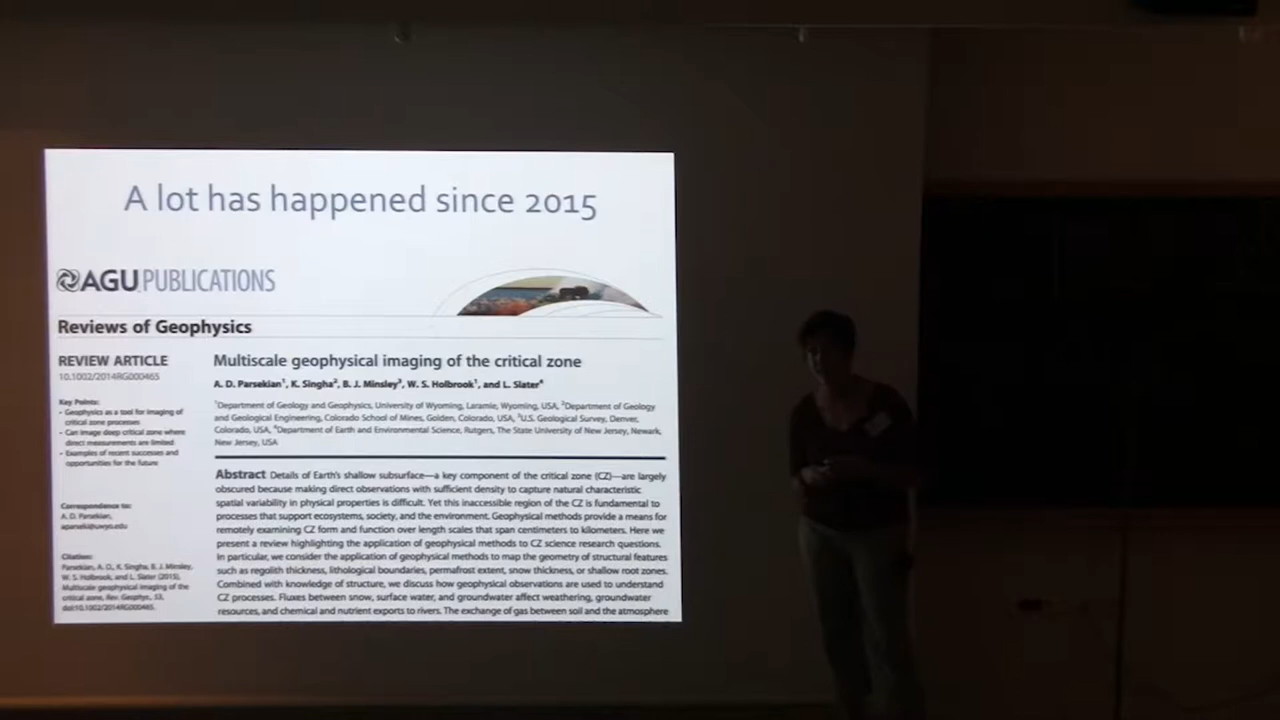 A lot has happened since 2015
AGU PUBLICATIONS
Reviews of Geophysics
REVIEW ARTICLE
10.1002/2014RG000465
Key Points:
• Geophysics as a tool for imaging of
critical zone processes
• Can image deep critical zone where
direct measurements are limited
• Examples of recent successes and
opportunities for the future
Correspondence to:
A. D. Parsekian,
aparseki@uwyo.edu
Citation:
Parsekian, A. D., K. Singha, B. J. Minsley,
W. S. Holbrook, and L. Slater (2015),
Multiscale geophysical imaging of the
critical zone, Rev. Geophys., 53,
doi:10.1002/2014RG000465.
Multiscale geophysical imaging of the critical zone
A. D. Parsekian1, K. Singha2, B. J. Minsley3, W. S. Holbrook1, and L. Slater4
1Department of Geology and Geophysics, University of Wyoming, Laramie, Wyoming, USA, 2Department of Geology
and Geological Engineering, Colorado School of Mines, Golden, Colorado, USA, 3U.S. Geological Survey, Denver,
Colorado, USA, 4Department of Earth and Environmental Science, Rutgers, The State University of New Jersey, Newark,
New Jersey, USA
Abstract Details of Earth's shallow subsurface—a key component of the critical zone (CZ)—are largely
obscured because making direct observations with sufficient density to capture natural characteristic
spatial variability in physical properties is difficult. Yet this inaccessible region of the CZ is fundamental to
processes that support ecosystems, society, and the environment. Geophysical methods provide a means for
remotely examining CZ form and function over length scales that span centimeters to kilometers. Here we
present a review highlighting the application of geophysical methods to CZ science research questions.
In particular, we consider the application of geophysical methods to map the geometry of structural features
such as regolith thickness, lithological boundaries, permafrost extent, snow thickness, or shallow root zones.
Combined with knowledge of structure, we discuss how geophysical observations are used to understand
CZ processes. Fluxes between snow, surface water, and groundwater affect weathering, groundwater
resources, and chemical and nutrient exports to rivers. The exchange of gas between soil and the atmosphere